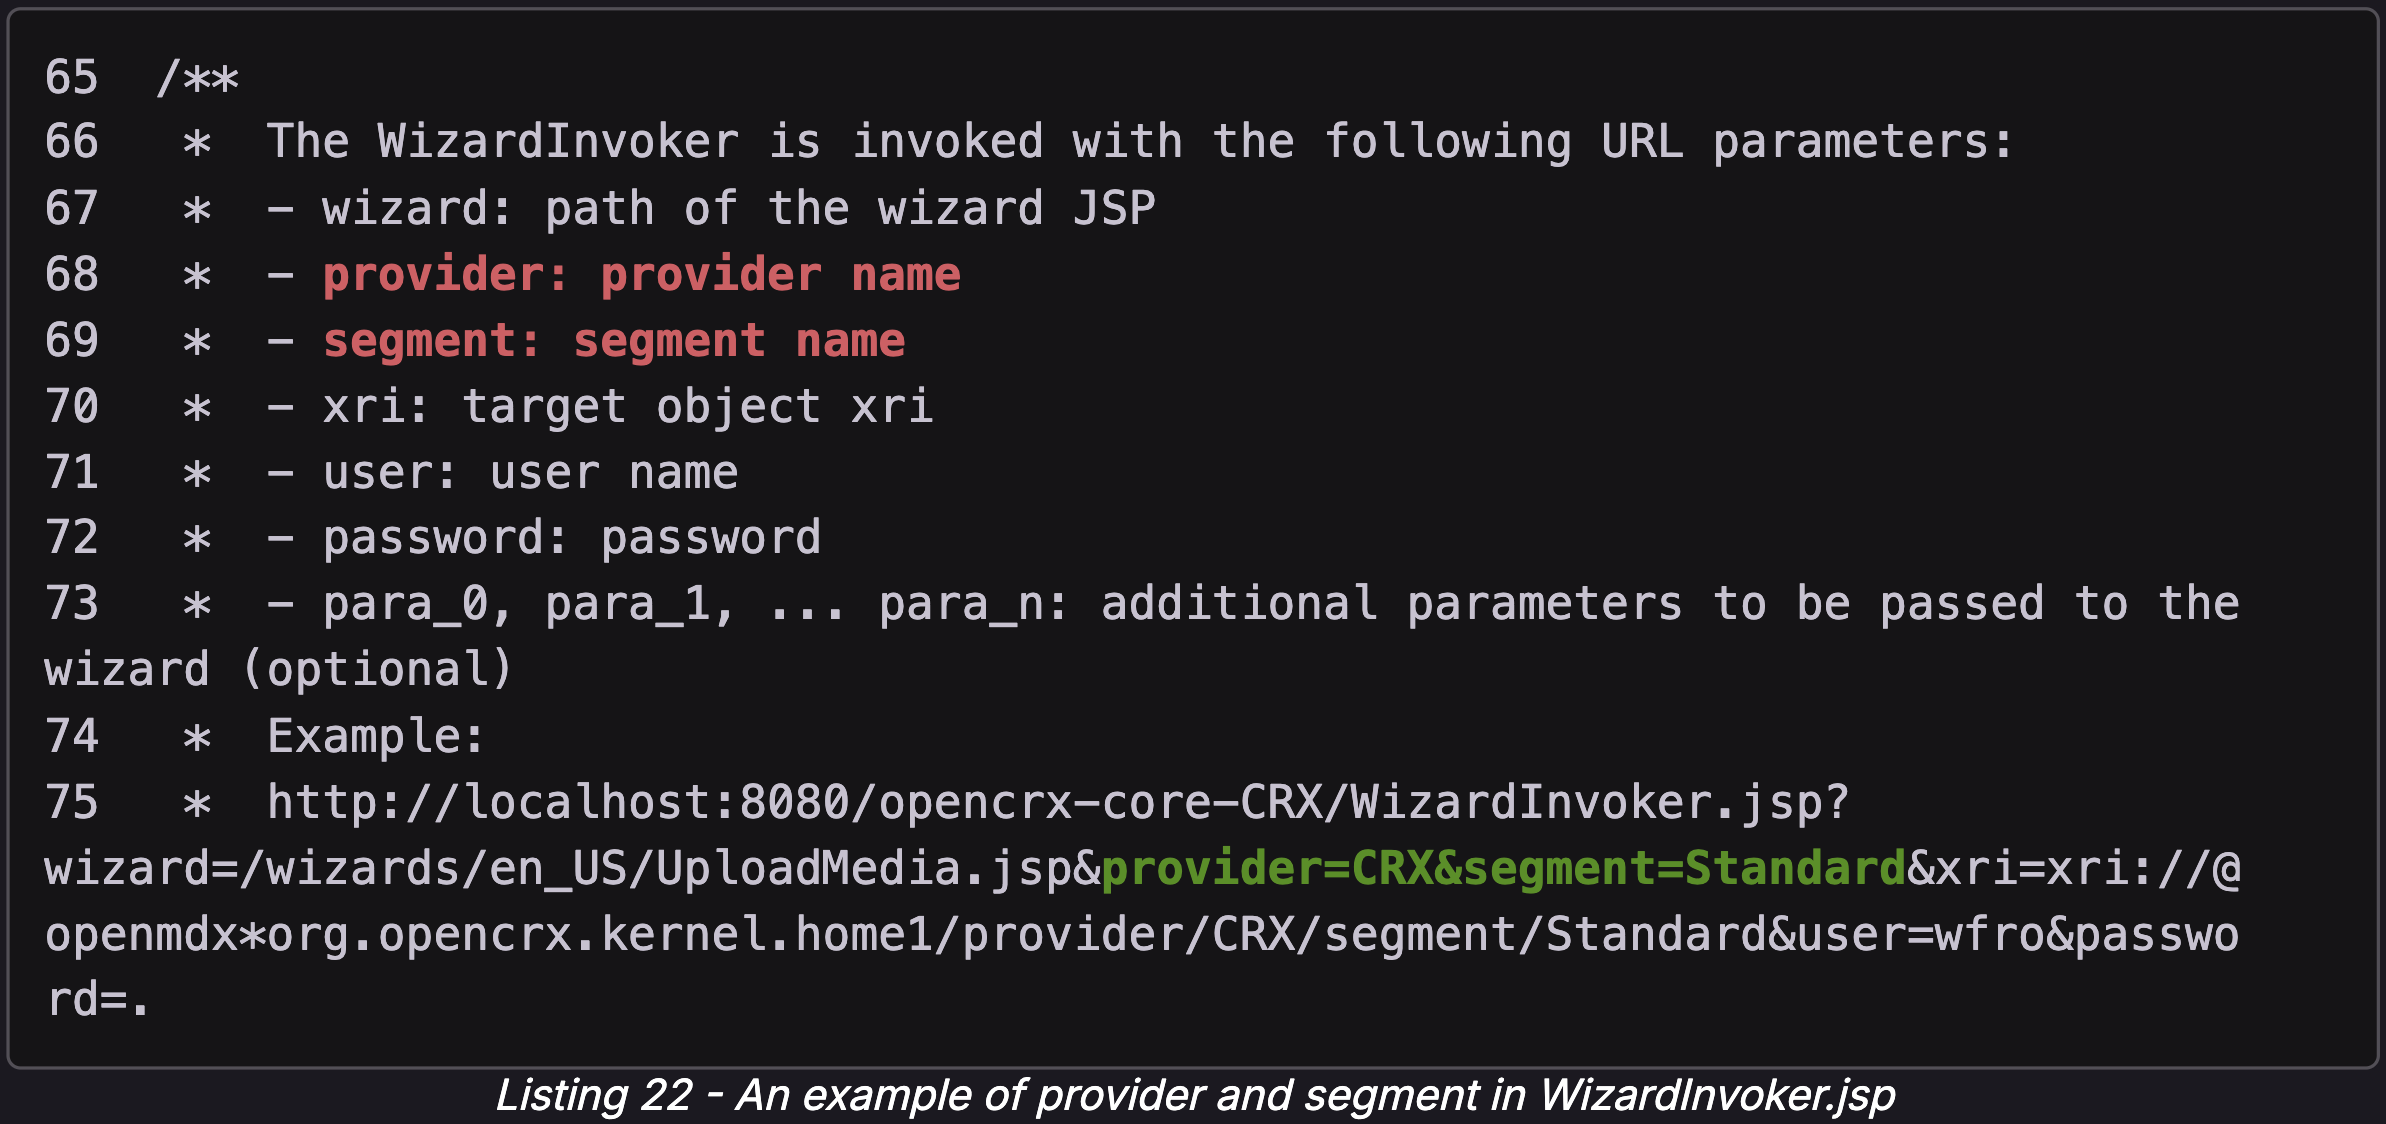 65  /**
66   *  The WizardInvoker is invoked with the following URL parameters:
67   *  - wizard: path of the wizard JSP
68   *  - provider: provider name
69   *  - segment: segment name
70   *  - xri: target object xri
71   *  - user: user name
72   *  - password: password
73   *  - para_0, para_1, ... para_n: additional parameters to be passed to the
wizard (optional)
74   *  Example:
75   *  http://localhost:8080/opencrx-core-CRX/WizardInvoker.jsp?
wizard=/wizards/en_US/UploadMedia.jsp&provider=CRX&segment=Standard&xri=xri://@
openmdx*org.opencrx.kernel.home1/provider/CRX/segment/Standard&user=wfro&passwo
rd=.
Listing 22 - An example of provider and segment in WizardInvoker.jsp